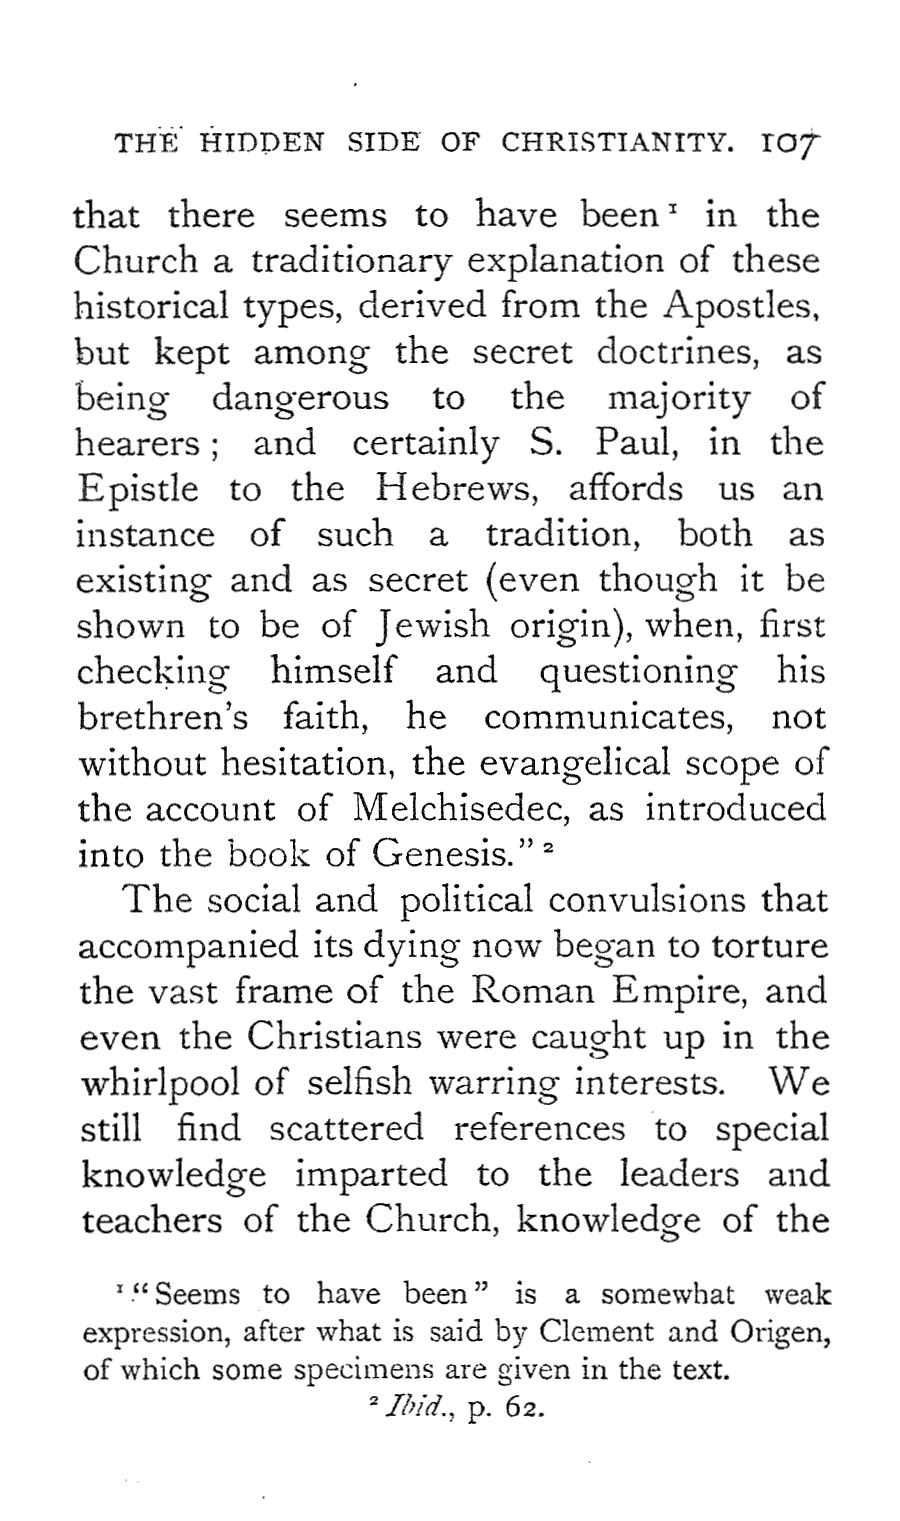 THE HIDDEN SIDE OF CHRISTIANITY. 107
that there seems to have been ¹ in the
Church a traditionary explanation of these
historical types, derived from the Apostles,
but kept among the secret doctrines, as
being dangerous to the majority of
hearers ; and certainly S. Paul, in the
Epistle to the Hebrews, affords us an
instance of such a tradition, both as
existing and as secret (even though it be
shown to be of Jewish origin), when, first
checking himself and questioning his
brethren's faith, he communicates, not
without hesitation, the evangelical scope of
the account of Melchisedec, as introduced
into the book of Genesis." ²
The social and political convulsions that
accompanied its dying now began to torture
the vast frame of the Roman Empire, and
even the Christians were caught up in the
whirlpool of selfish warring interests. We
still find scattered references to special
knowledge imparted to the leaders and
teachers of the Church, knowledge of the
¹ "Seems to have been" is a somewhat weak
expression, after what is said by Clement and Origen,
of which some specimens are given in the text.
² Ibid., p. 62.